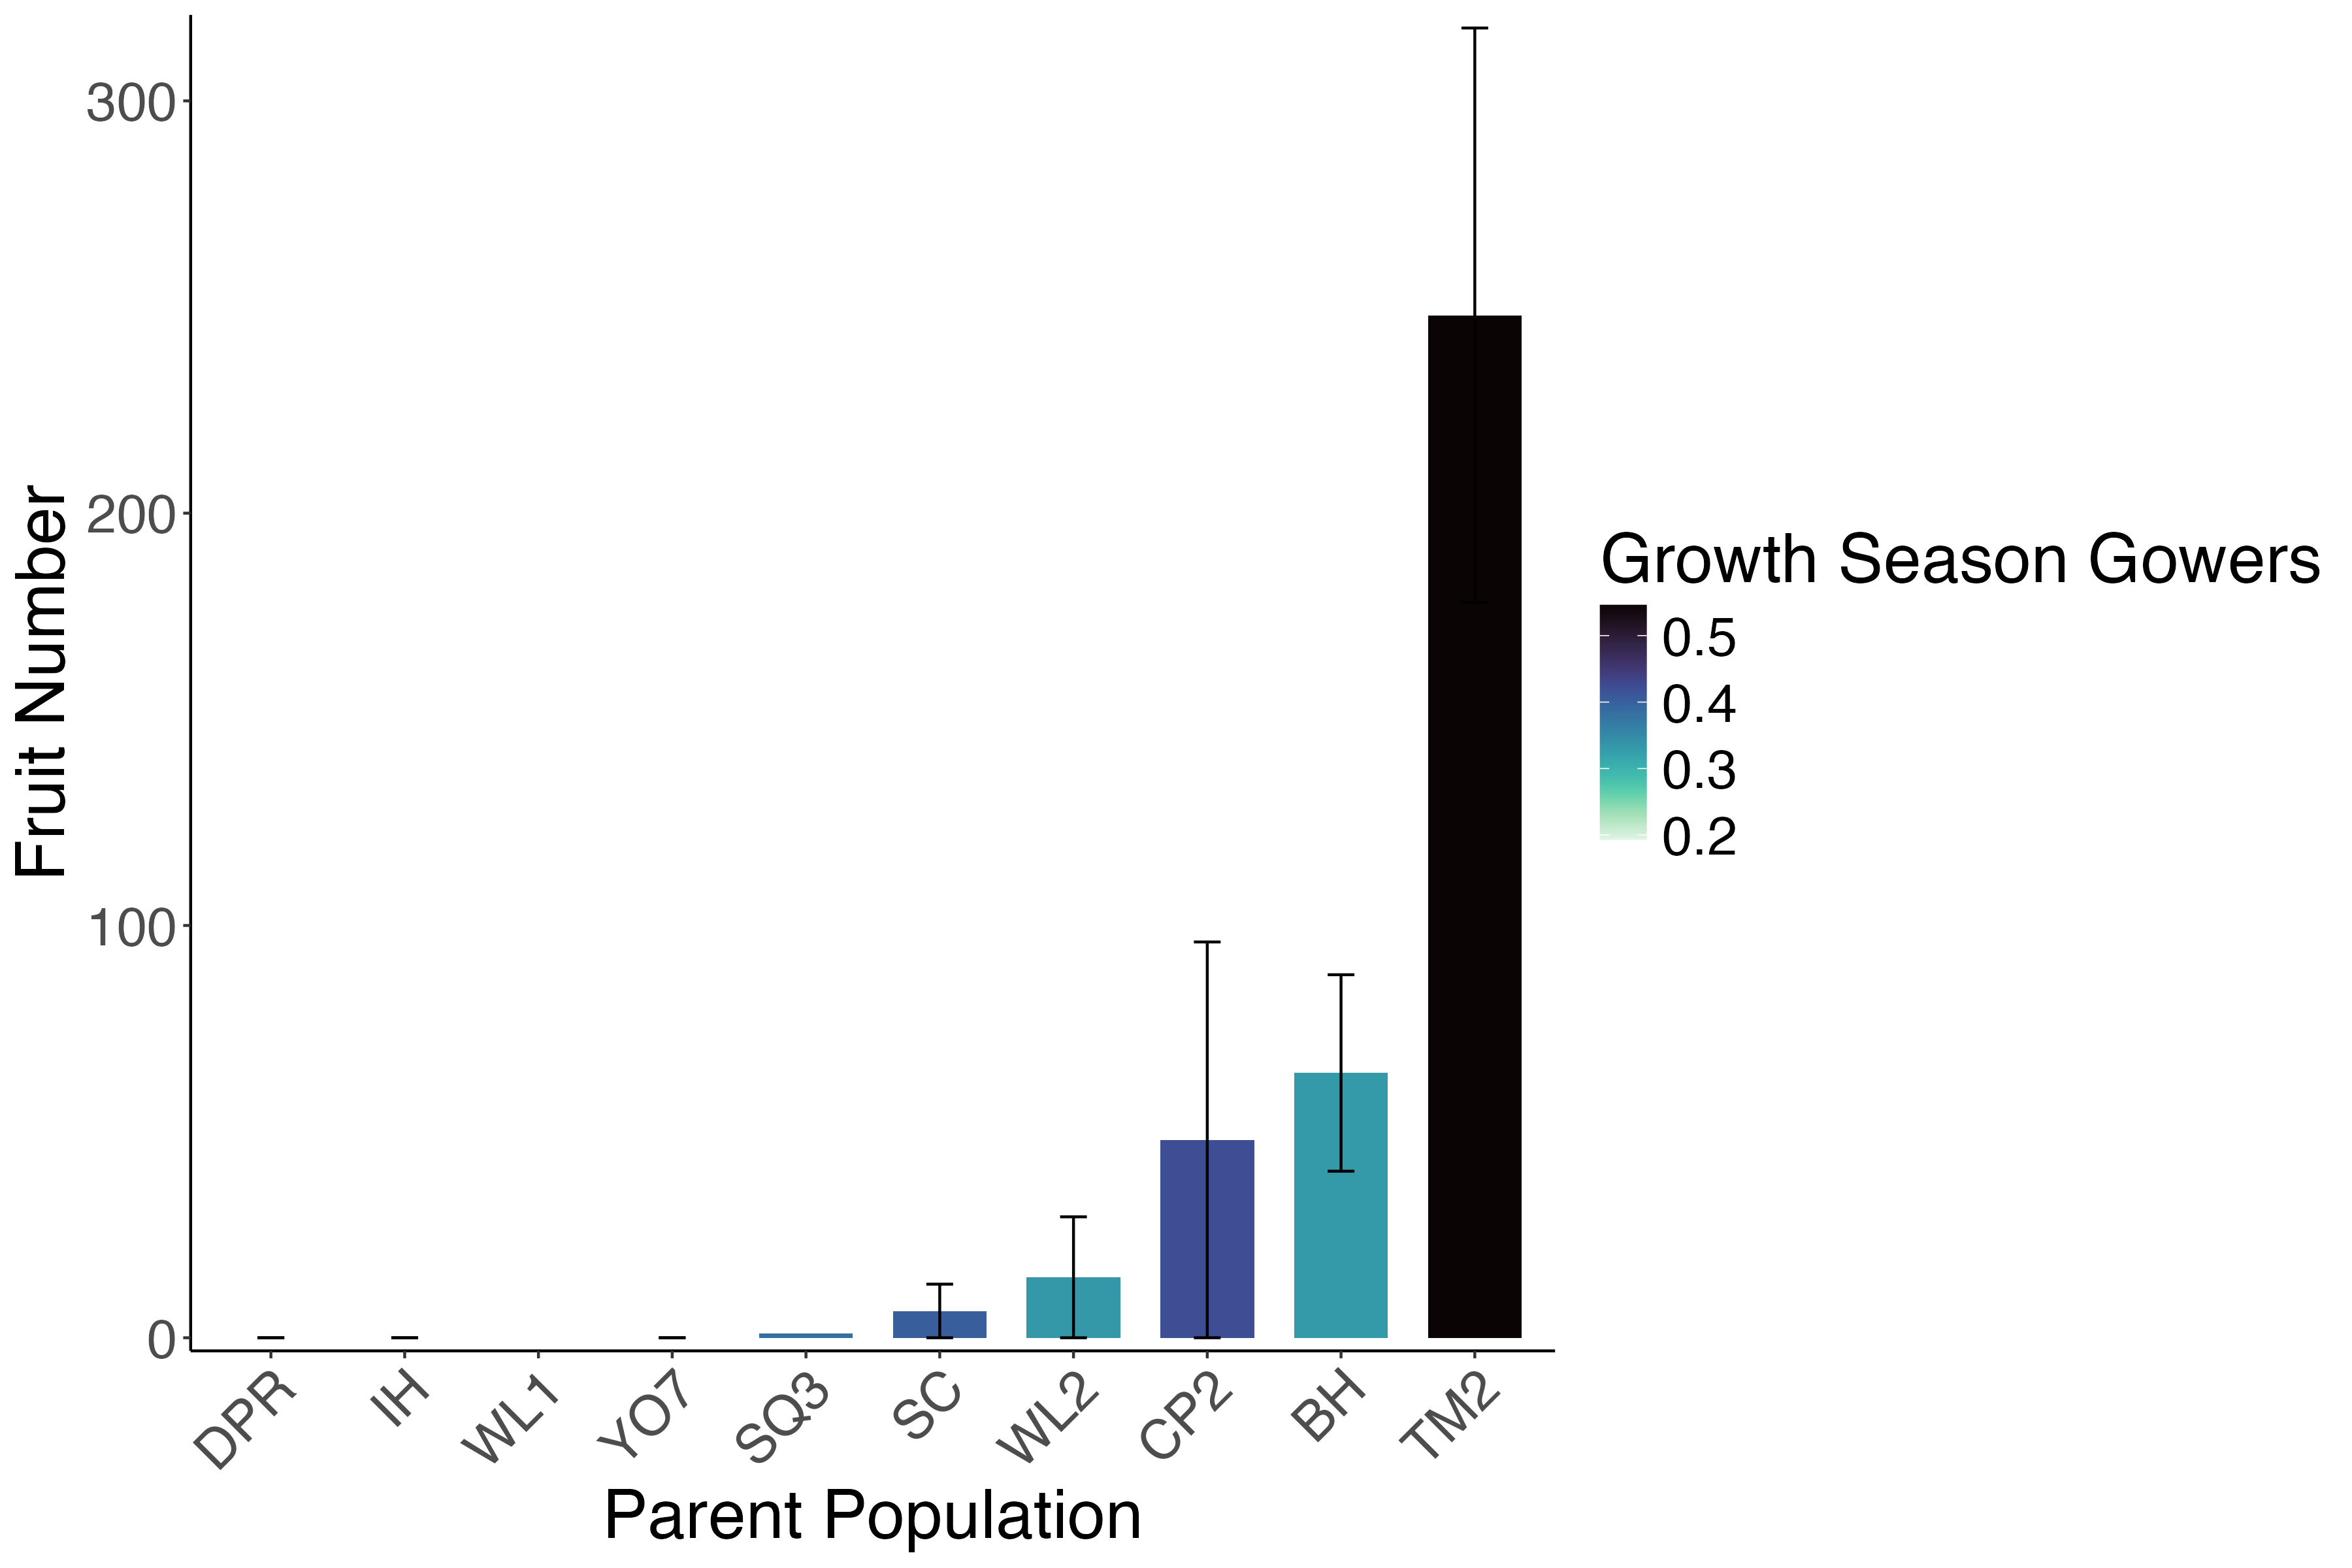 Fruit Number
300
200
100
0
DPR
IH
WL1
YO7
SQ3
SC
WL2
CP2
BH
TM2
Parent Population
Growth Season Gowers
0.5
0.4
0.3
0.2